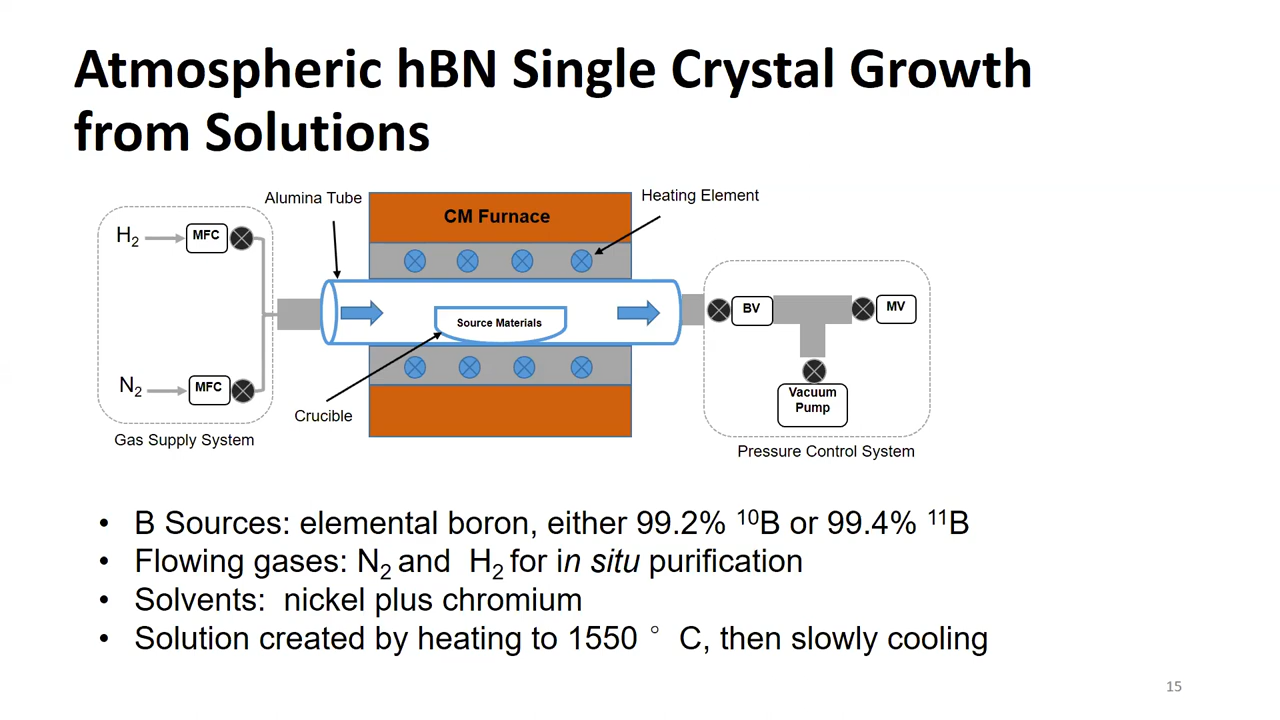 Atmospheric hBN Single Crystal Growth
from Solutions
Alumina Tube
Heating Element
CM Furnace
H₂
MFC
Source Materials
BV
MV
N₂
MFC
Vacuum
Pump
Crucible
Gas Supply System
Pressure Control System
• B Sources: elemental boron, either 99.2% ¹⁰B or 99.4% ¹¹B
• Flowing gases: N₂ and H₂ for in situ purification
• Solvents: nickel plus chromium
• Solution created by heating to 1550 ° C, then slowly cooling
15